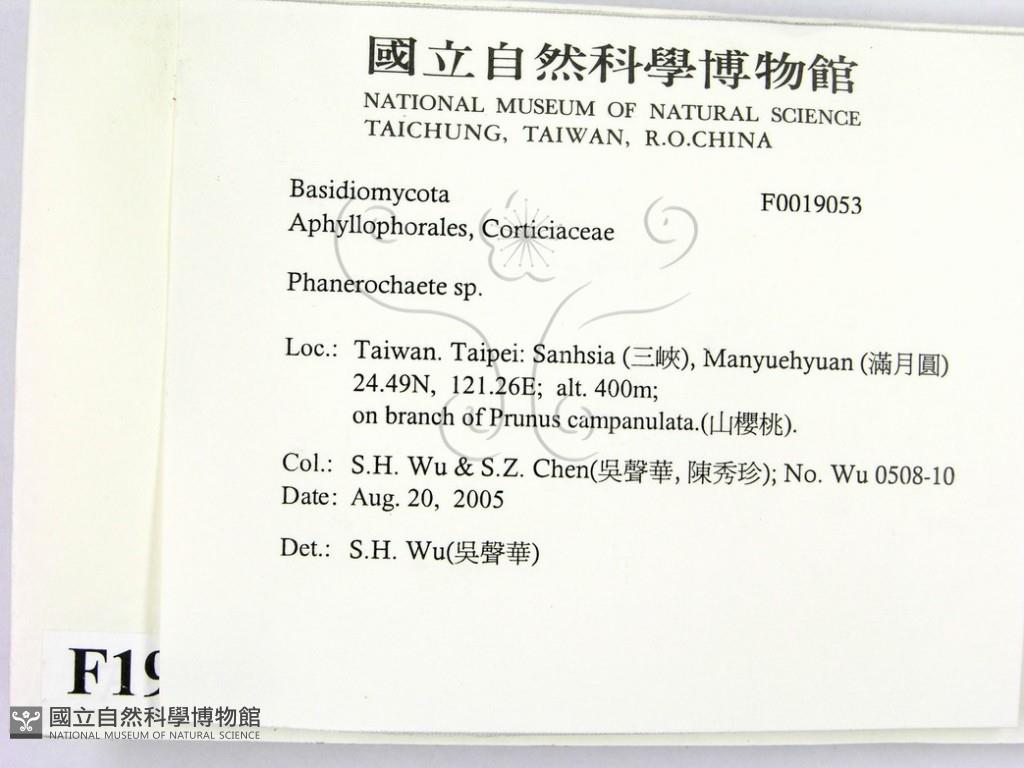 國立自然科學博物館
NATIONAL MUSEUM OF NATURAL SCIENCE
TAICHUNG, TAIWAN, R.O.CHINA
Basidiomycota F0019053
Aphyllophorales, Corticiaceae
Phanerochaete sp.
Loc.: Taiwan. Taipei: Sanhsia (三峽), Manyuehyuan (滿月圓)
24.49N, 121.26E; alt. 400m;
on branch of Prunus campanulata.(山櫻桃).
Col.: S.H. Wu & S.Z. Chen(吳聲華, 陳秀珍); No. Wu 0508-10
Date: Aug. 20, 2005
Det.: S.H. Wu(吳聲華)
F19
國立自然科學博物館
NATIONAL MUSEUM OF NATURAL SCIENCE